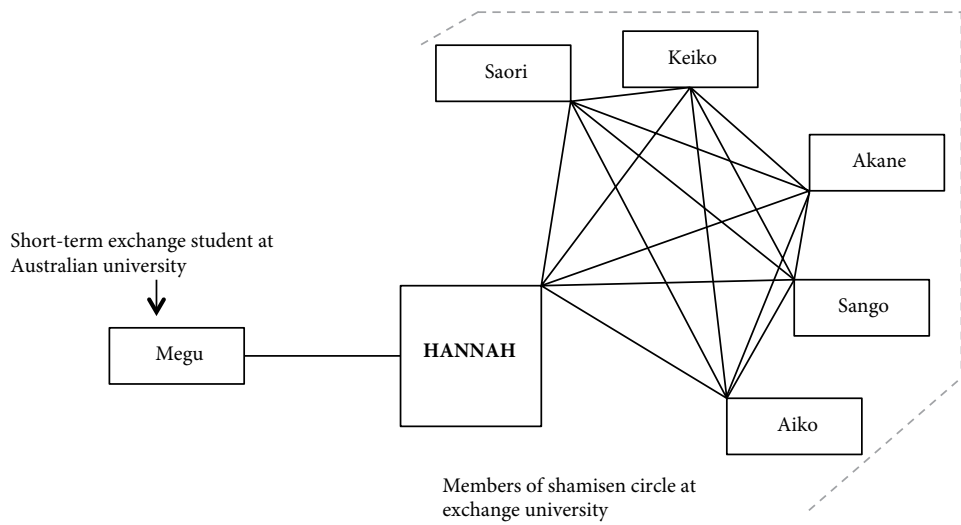 Saori
Keiko
Akane
Short-term exchange student at
Australian university
Sango
Megu
HANNAH
Aiko
Members of shamisen circle at
exchange university